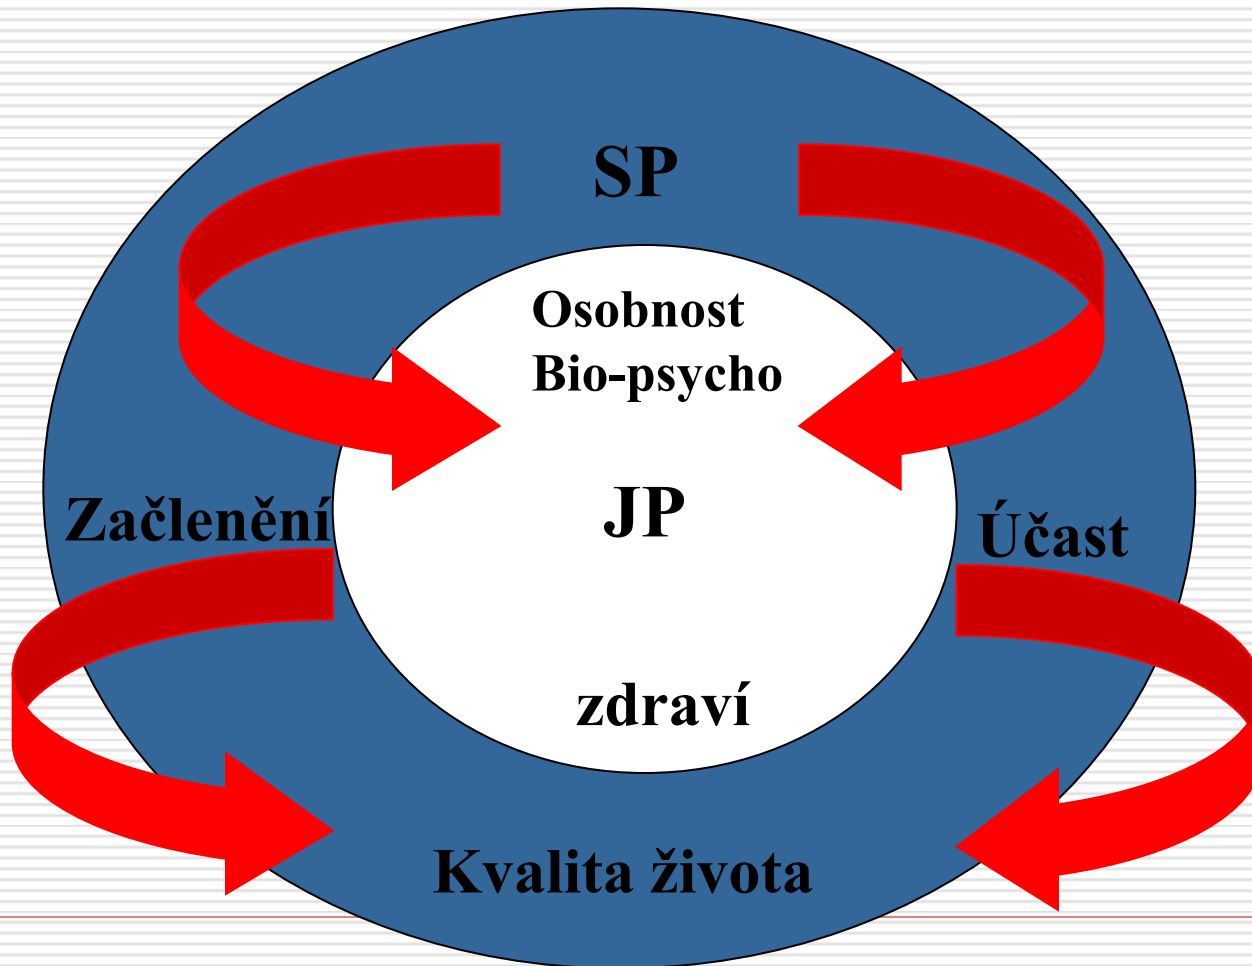 SP
Osobnost
Bio-psycho
JP
Začlenění
Účast
zdraví
Kvalita života